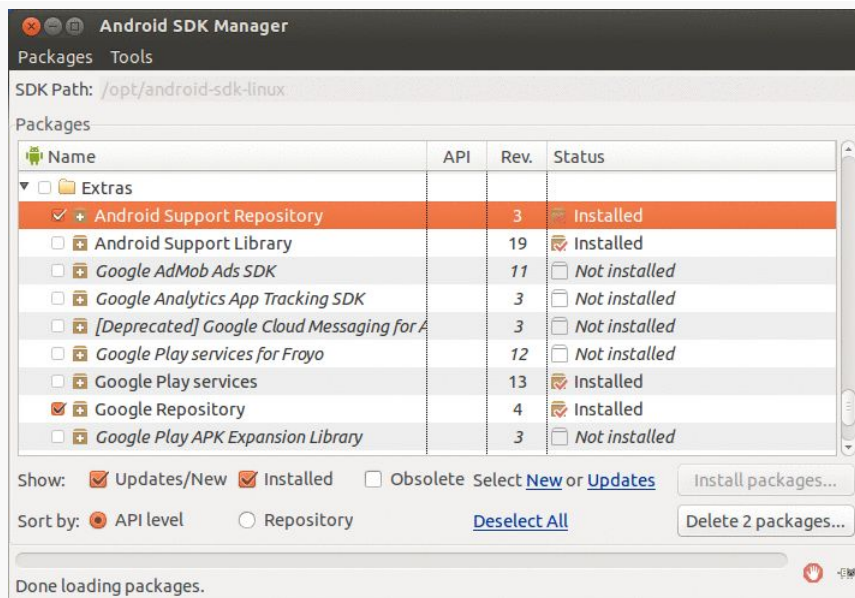 Android SDK Manager
Packages Tools
SDK Path: /opt/android-sdk-linux
Packages
Name API Rev. Status
Extras
Android Support Repository 3 Installed
Android Support Library 19 Installed
Google AdMob Ads SDK 11 Not installed
Google Analytics App Tracking SDK 3 Not installed
[Deprecated] Google Cloud Messaging for A 3 Not installed
Google Play services for Froyo 12 Not installed
Google Play services 13 Installed
Google Repository 4 Installed
Google Play APK Expansion Library 3 Not installed
Show: Updates/New Installed Obsolete Select New or Updates Install packages...
Sort by: API level Repository Deselect All Delete 2 packages...
Done loading packages.